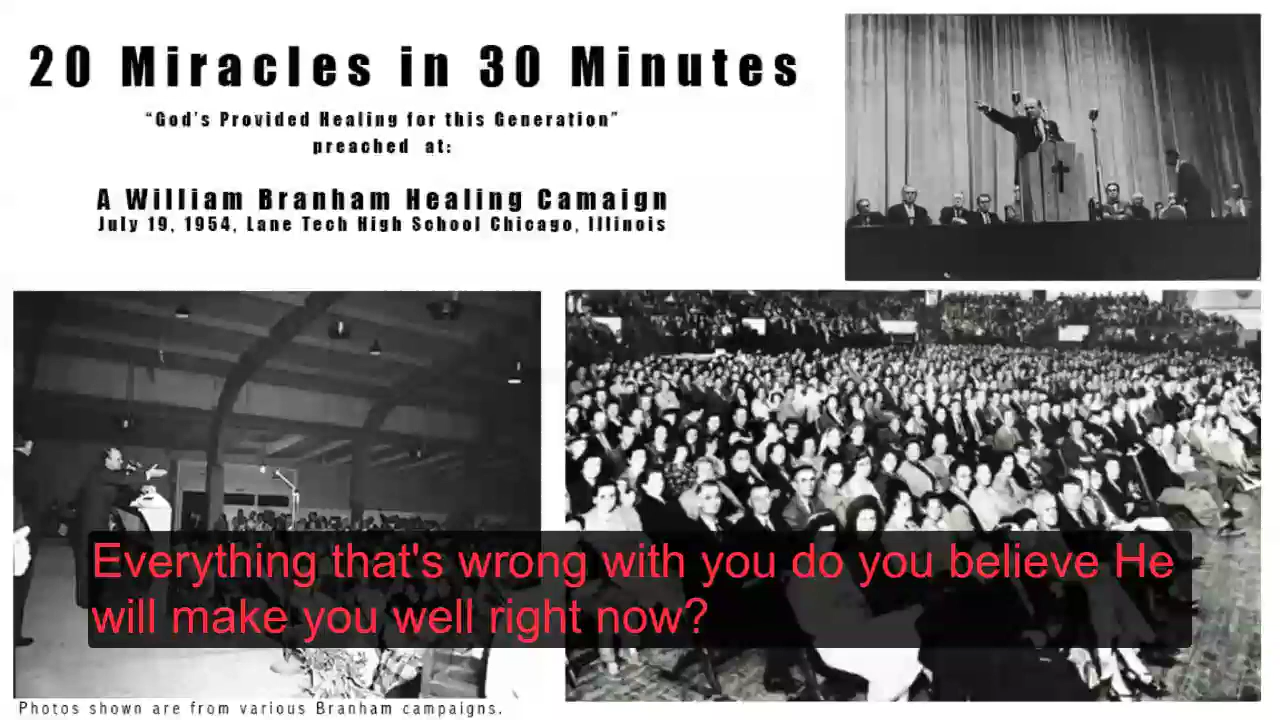 20 Miracles in 30 Minutes
“God's Provided Healing for this Generation”
preached at:
A William Branham Healing Camaign
July 19, 1954, Lane Tech High School Chicago, Illinois
Everything that's wrong with you do you believe He
will make you well right now?
Photos shown are from various Branham campaigns.